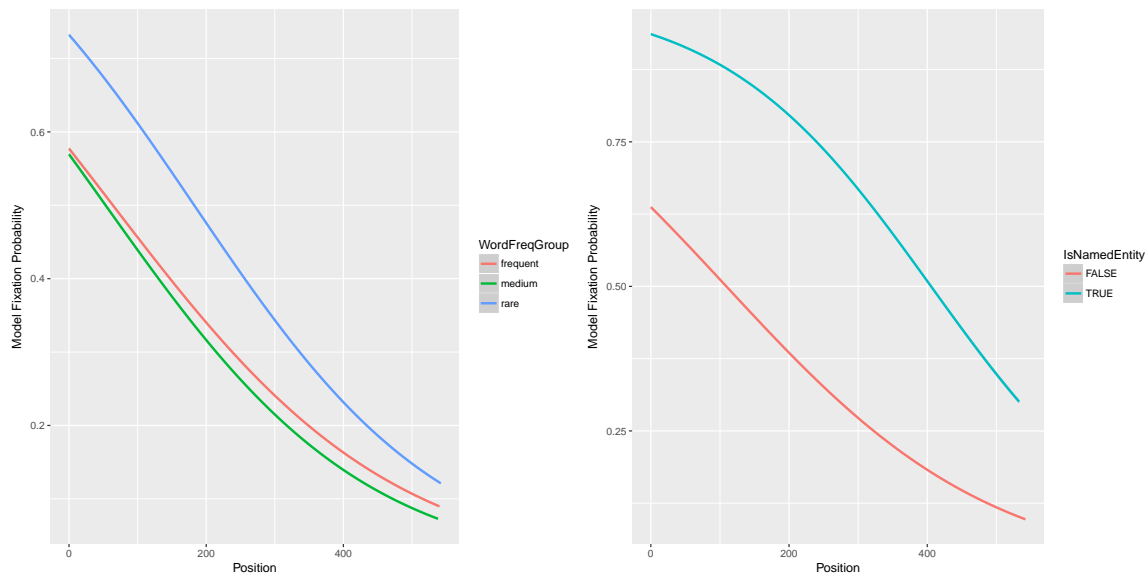 Model Fixation Probability
0.6
0.4
0.2
0
200
400
Position
WordFreqGroup
frequent
medium
rare
Model Fixation Probability
0.75
0.50
0.25
0
200
400
Position
IsNamedEntity
FALSE
TRUE